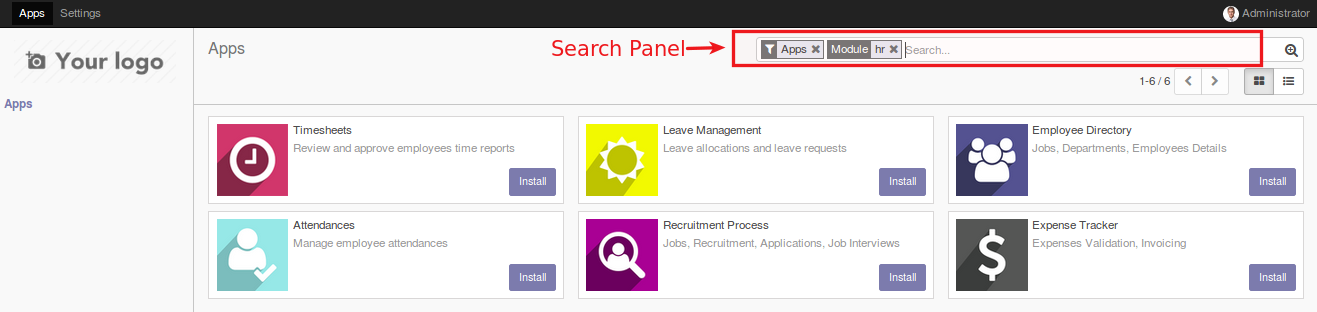 Apps Settings Administrator
Your logo
Apps
Apps
Search Panel
Apps Module hr Search...
1-6 / 6
Timesheets
Review and approve employees time reports
Install
Leave Management
Leave allocations and leave requests
Install
Employee Directory
Jobs, Departments, Employees Details
Install
Attendances
Manage employee attendances
Install
Recruitment Process
Jobs, Recruitment, Applications, Job Interviews
Install
Expense Tracker
Expenses Validation, Invoicing
Install